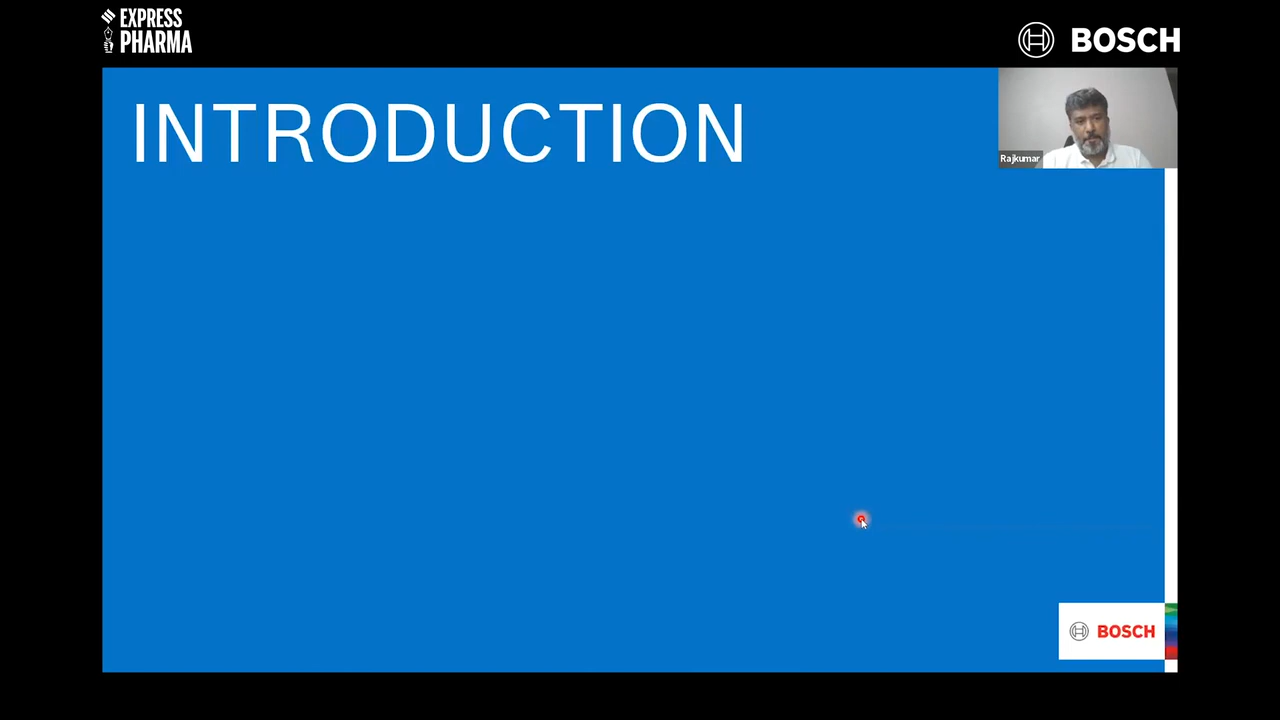 EXPRESS
PHARMA
BOSCH
INTRODUCTION
Rajkumar
BOSCH